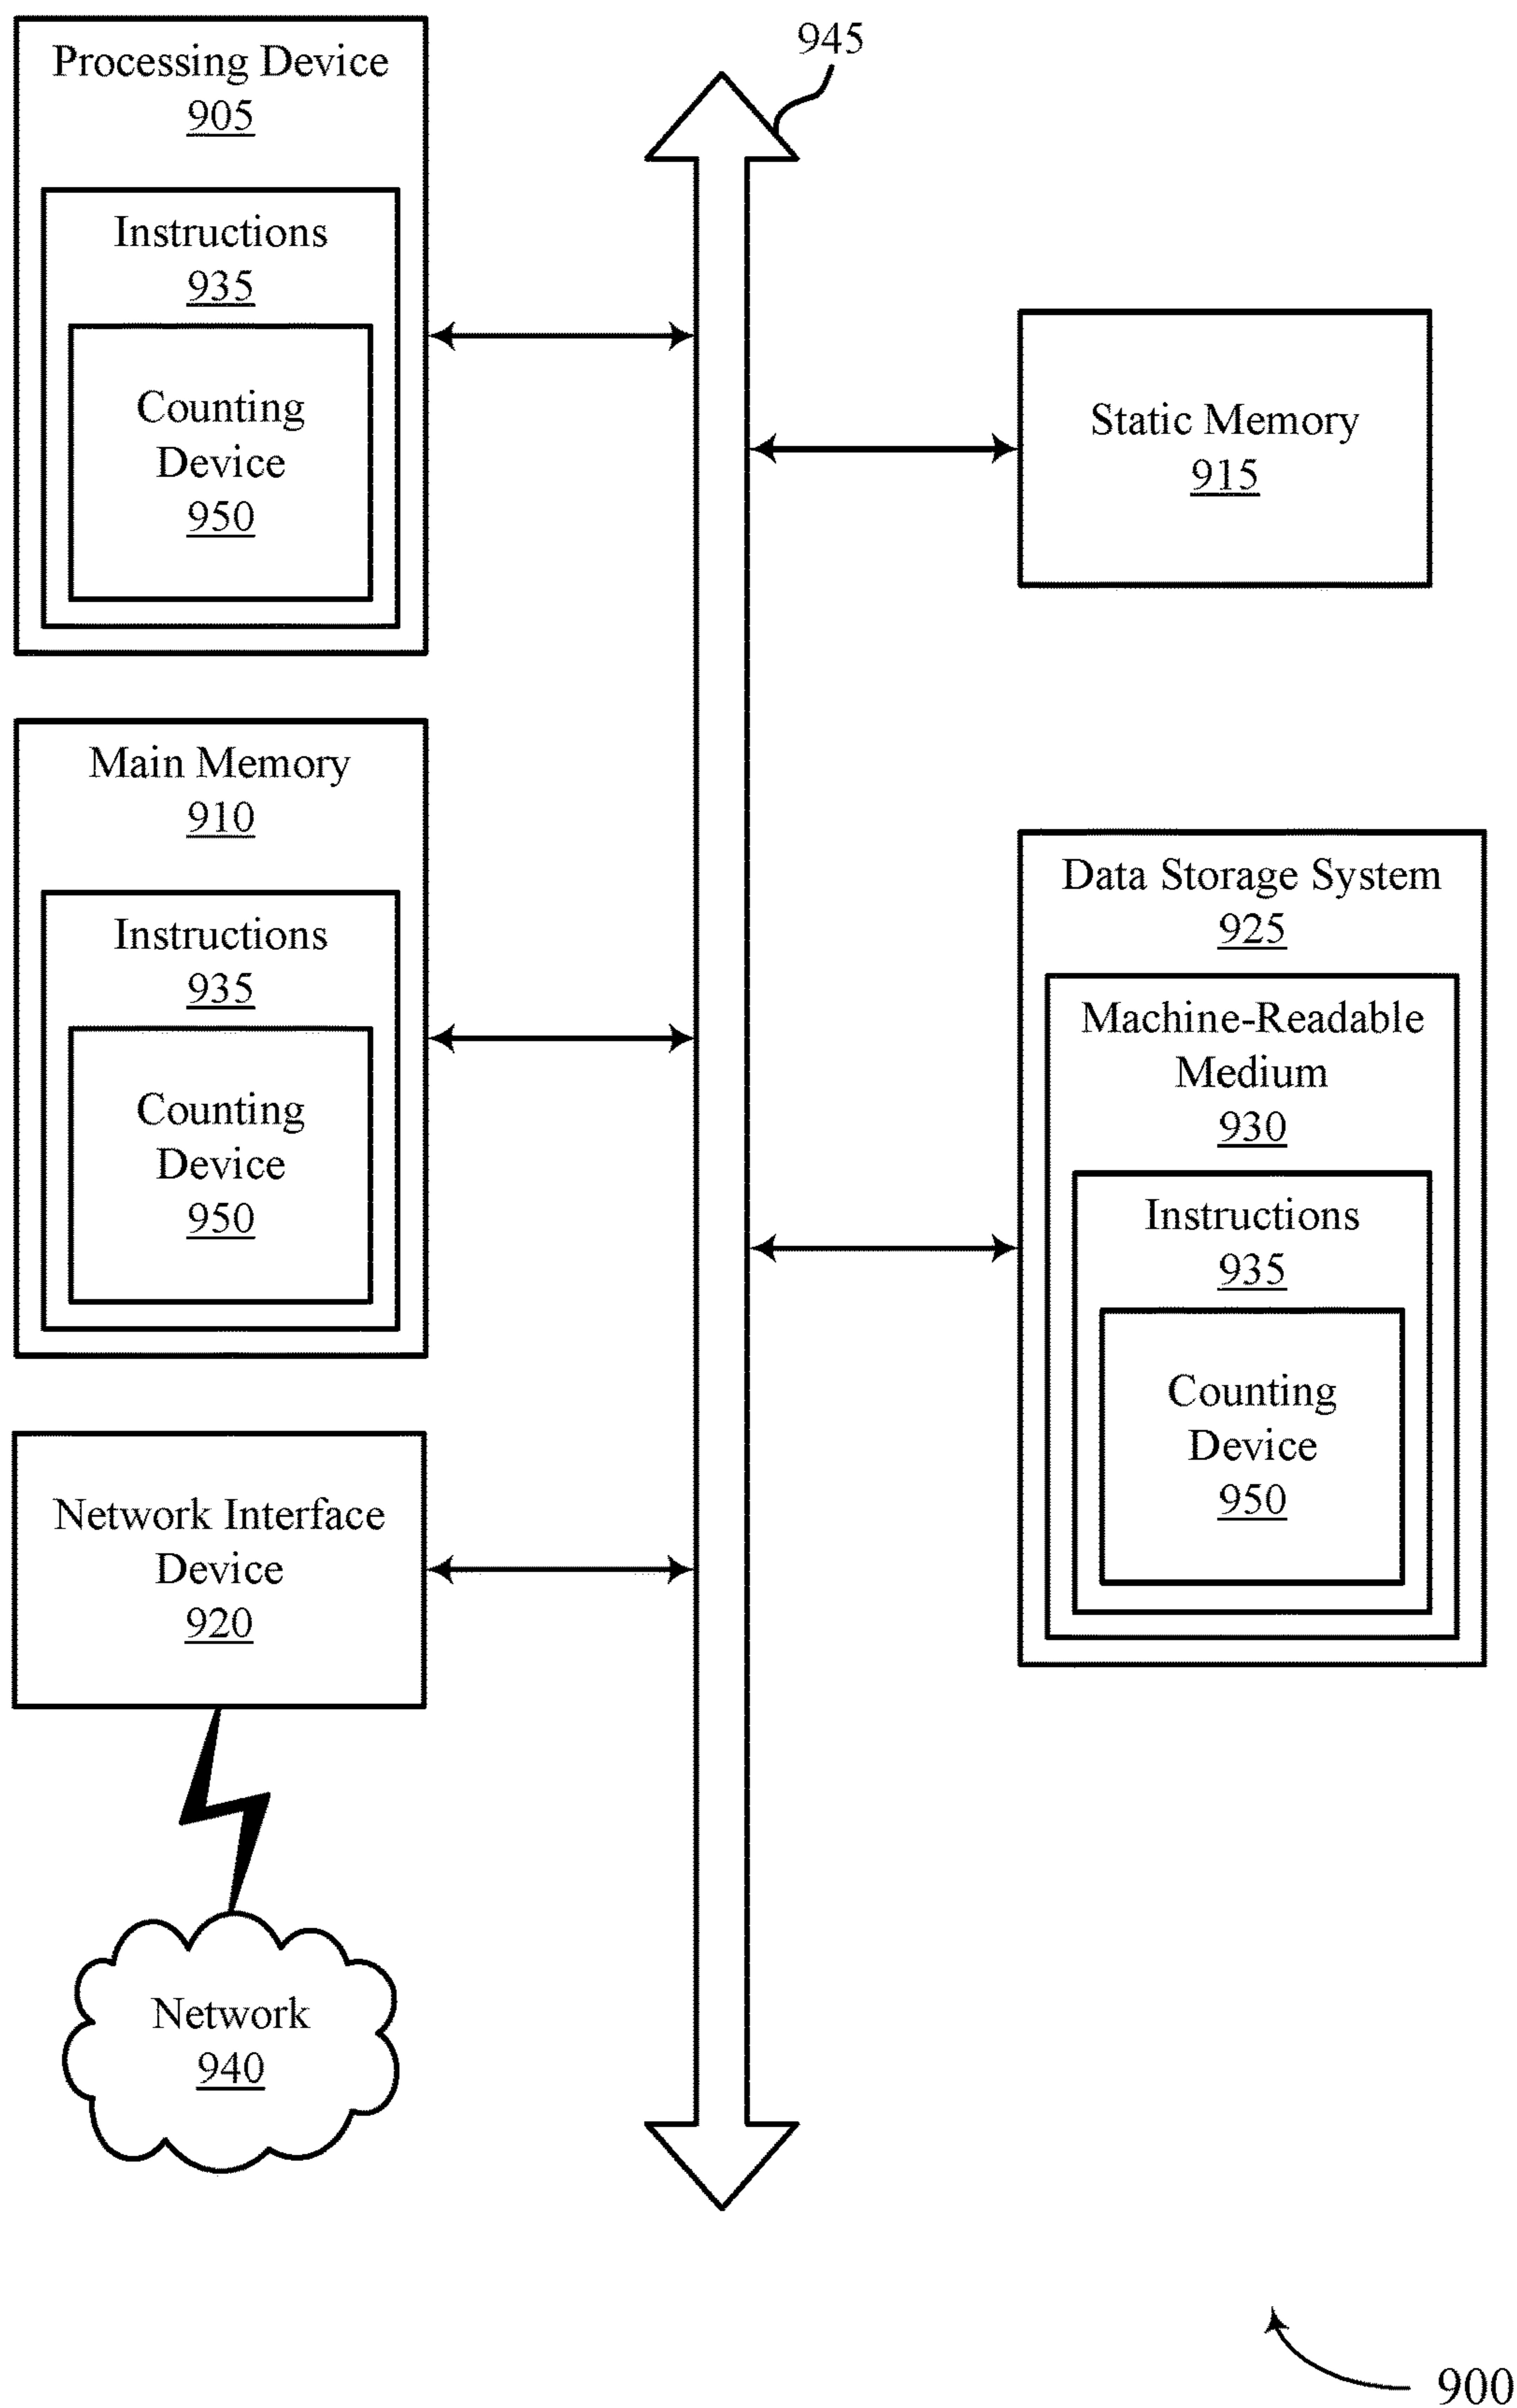 Processing Device
905
Instructions
935
Counting
Device
950
945
Static Memory
915
Main Memory
910
Instructions
935
Counting
Device
950
Data Storage System
925
Machine-Readable
Medium
930
Instructions
935
Counting
Device
950
Network Interface
Device
920
Network
940
900